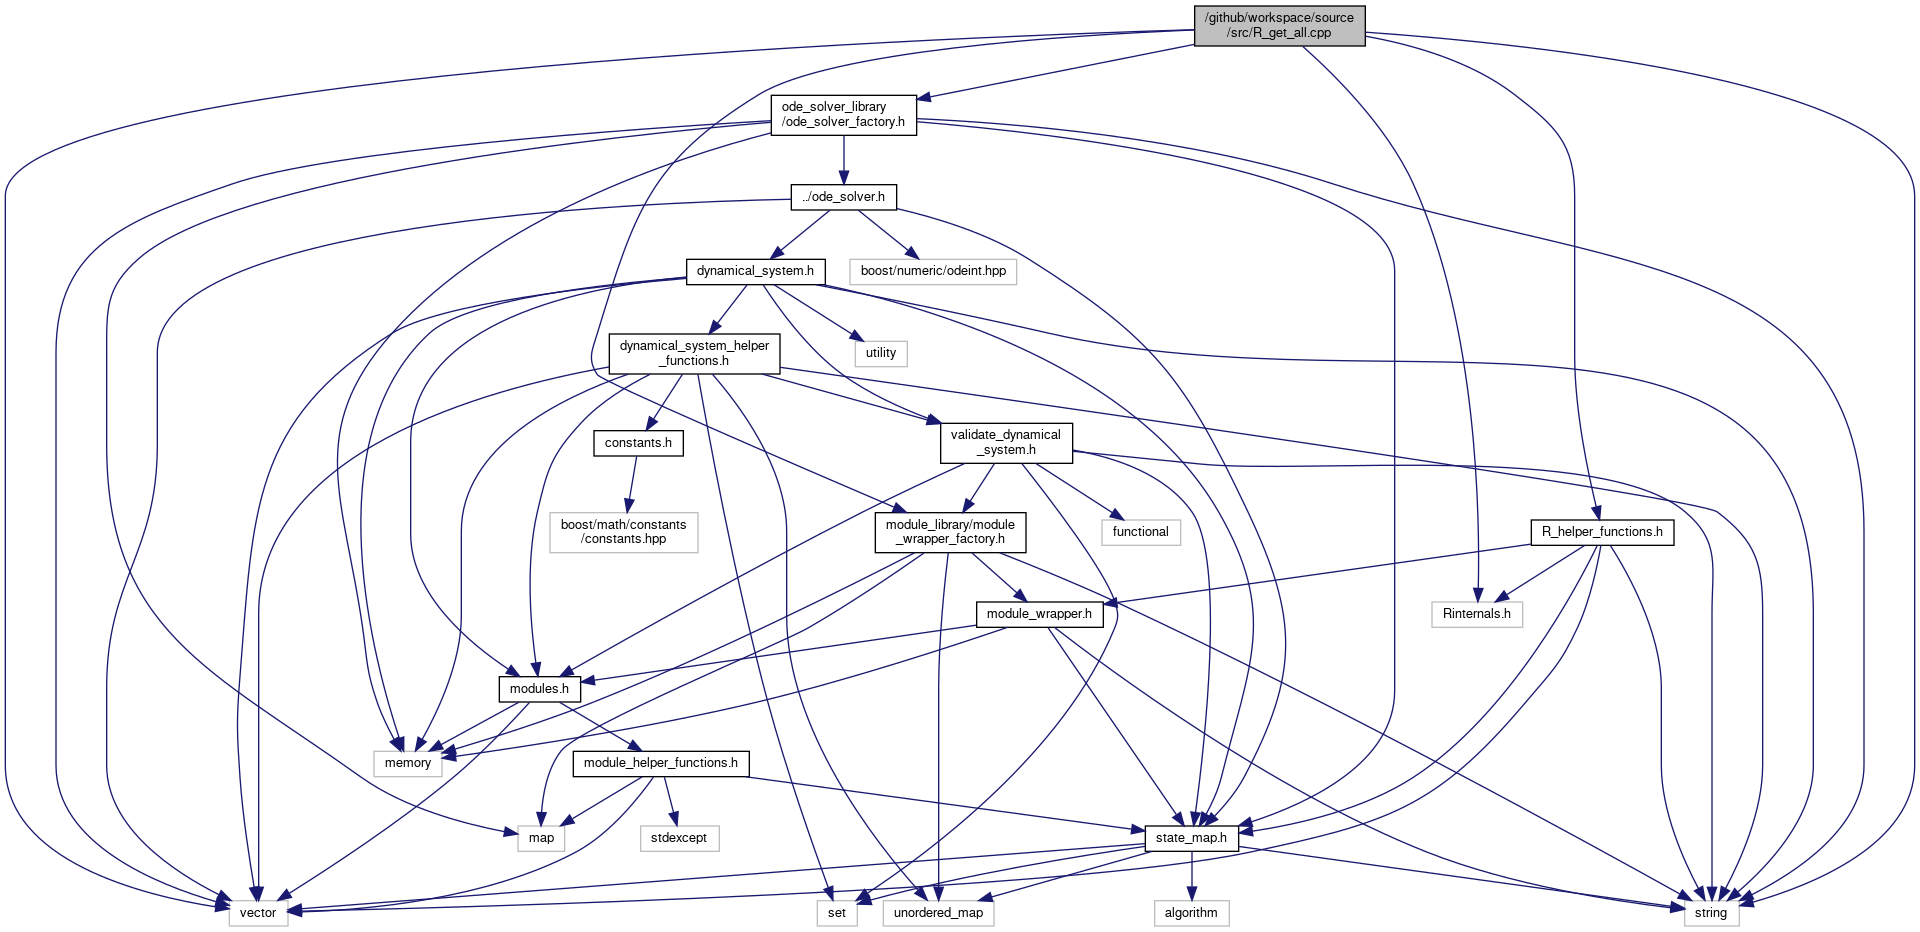 /github/workspace/source
/src/R_get_all.cpp
ode_solver_library
/ode_solver_factory.h
../ode_solver.h
dynamical_system.h
boost/numeric/odeint.hpp
dynamical_system_helper
_functions.h
utility
constants.h
validate_dynamical
_system.h
boost/math/constants
/constants.hpp
module_library/module
_wrapper_factory.h
functional
R_helper_functions.h
module_wrapper.h
Rinternals.h
modules.h
memory
module_helper_functions.h
map
stdexcept
state_map.h
vector
set
unordered_map
algorithm
string